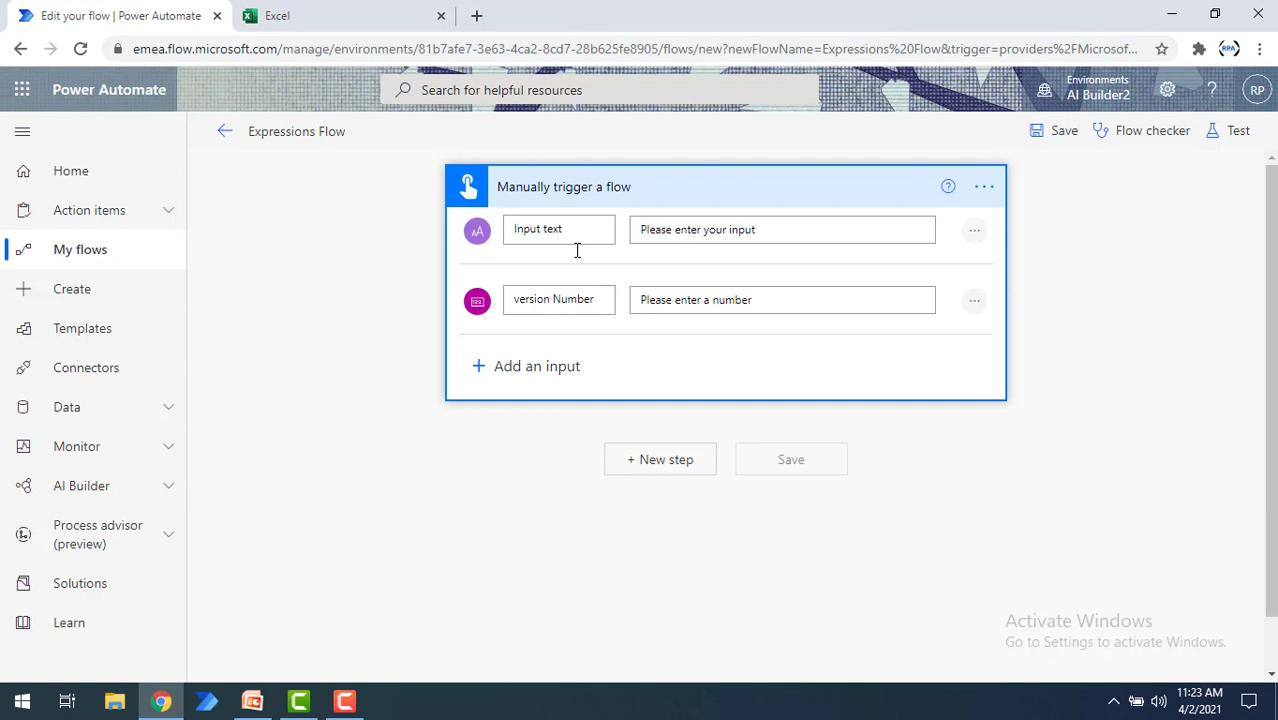 Edit your flow | Power Automate
Excel
emea.flow.microsoft.com/manage/environments/81b7afe7-3e63-4ca2-8cd7-28b625fe8905/flows/new?newFlowName=Expressions%20Flow&trigger=providers%2FMicrosof...
RPA
Power Automate
Search for helpful resources
Environments
AI Builder2
RP
Expressions Flow
Save
Flow checker
Test
Home
Action items
My flows
Create
Templates
Connectors
Data
Monitor
AI Builder
Process advisor
(preview)
Solutions
Learn
Manually trigger a flow
AA
Input text
Please enter your input
123
version Number
Please enter a number
Add an input
+ New step
Save
Activate Windows
Go to Settings to activate Windows.
11:23 AM
4/2/2021